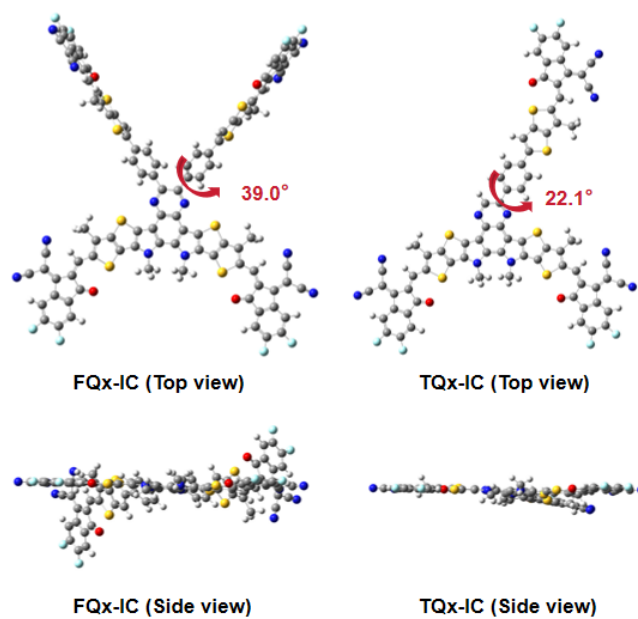 39.0°
22.1°
FQx-IC (Top view)
TQx-IC (Top view)
FQx-IC (Side view)
TQx-IC (Side view)